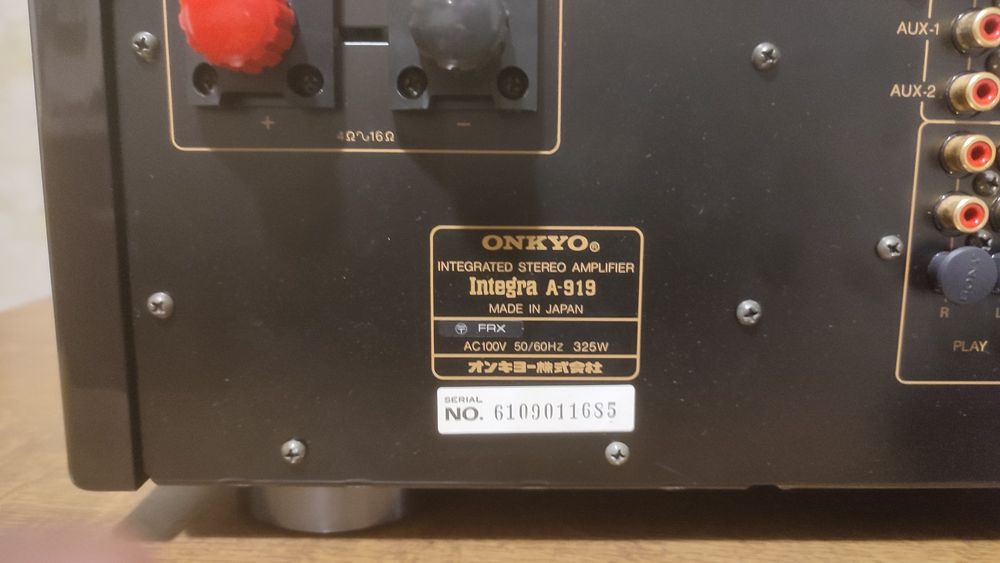 AUX-1
AUX-2
+
−
4Ω∿16Ω
ONKYO®
INTEGRATED STEREO AMPLIFIER
Integra A-919
MADE IN JAPAN
〒 FRX
AC100V 50/60Hz 325W
オンキヨー株式会社
SERIAL
NO. 61090116S5
R
L
PLAY